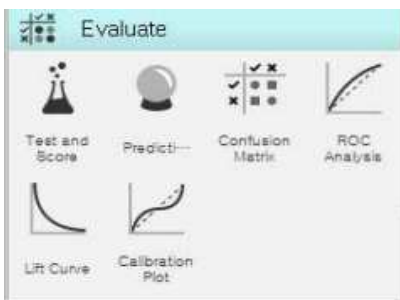 Evaluate
Test and
Score
Predicti...
Confusion
Matrix
ROC
Analysis
Lift Curve
Calibration
Plot